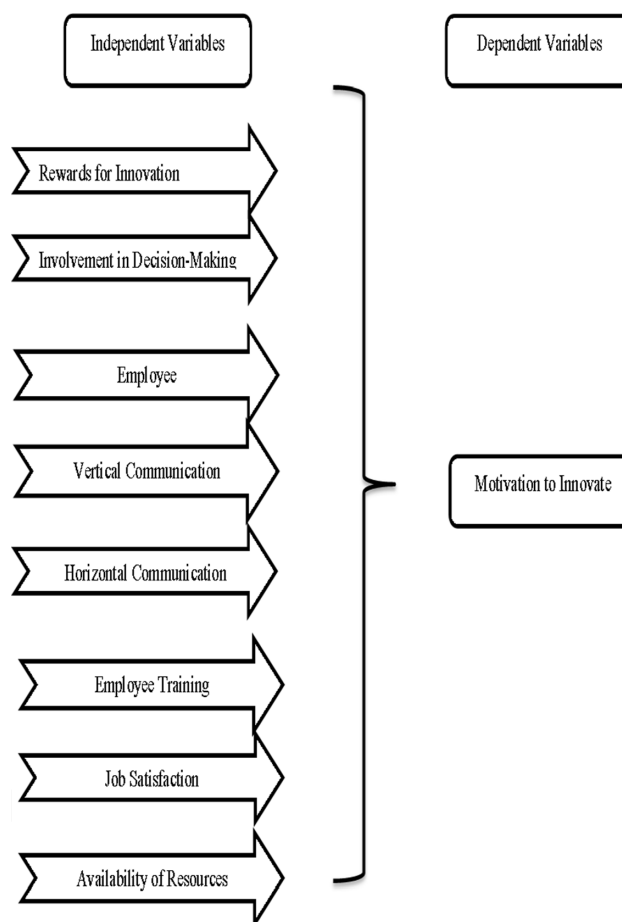 Independent Variables
Dependent Variables
Rewards for Innovation
Involvement in Decision-Making
Employee
Vertical Communication
Motivation to Innovate
Horizontal Communication
Employee Training
Job Satisfaction
Availability of Resources